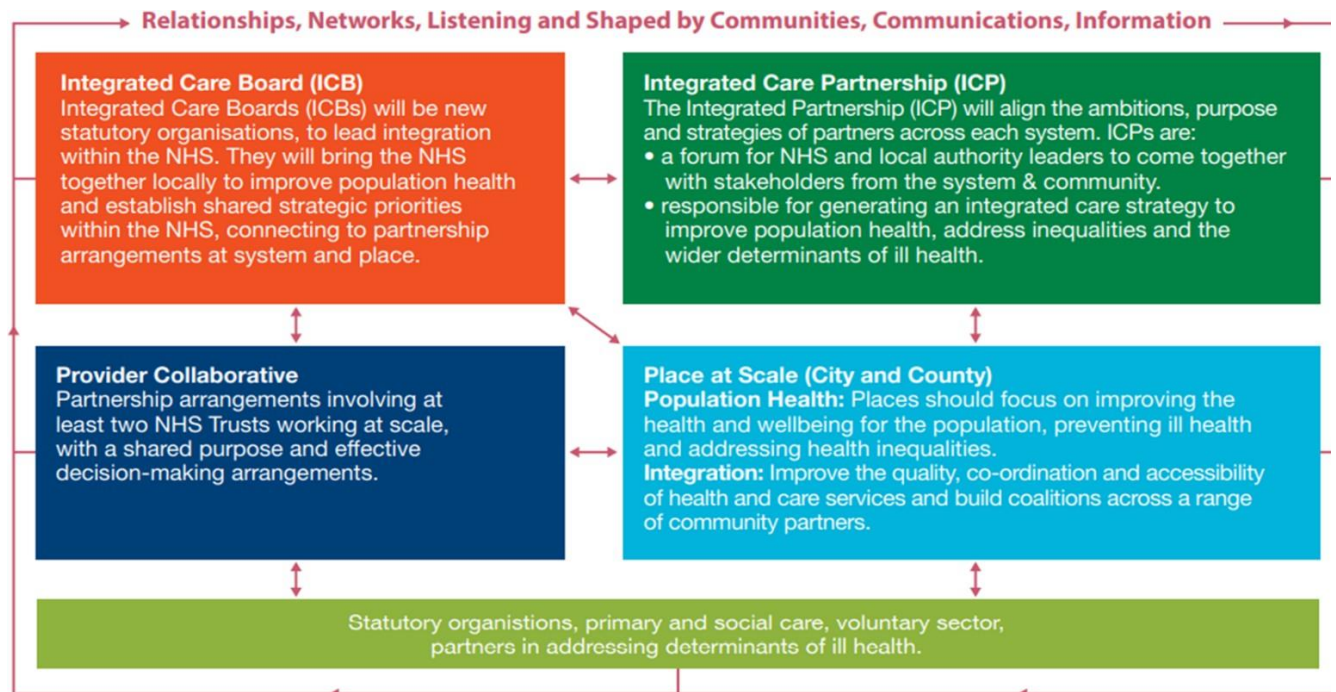 Relationships, Networks, Listening and Shaped by Communities, Communications, Information
Integrated Care Board (ICB)
Integrated Care Boards (ICBs) will be new
statutory organisations, to lead integration
within the NHS. They will bring the NHS
together locally to improve population health
and establish shared strategic priorities
within the NHS, connecting to partnership
arrangements at system and place.
Integrated Care Partnership (ICP)
The Integrated Partnership (ICP) will align the ambitions, purpose
and strategies of partners across each system. ICPs are:
• a forum for NHS and local authority leaders to come together
with stakeholders from the system & community.
• responsible for generating an integrated care strategy to
improve population health, address inequalities and the
wider determinants of ill health.
Provider Collaborative
Partnership arrangements involving at
least two NHS Trusts working at scale,
with a shared purpose and effective
decision-making arrangements.
Place at Scale (City and County)
Population Health: Places should focus on improving the
health and wellbeing for the population, preventing ill health
and addressing health inequalities.
Integration: Improve the quality, co-ordination and accessibility
of health and care services and build coalitions across a range
of community partners.
Statutory organistions, primary and social care, voluntary sector,
partners in addressing determinants of ill health.